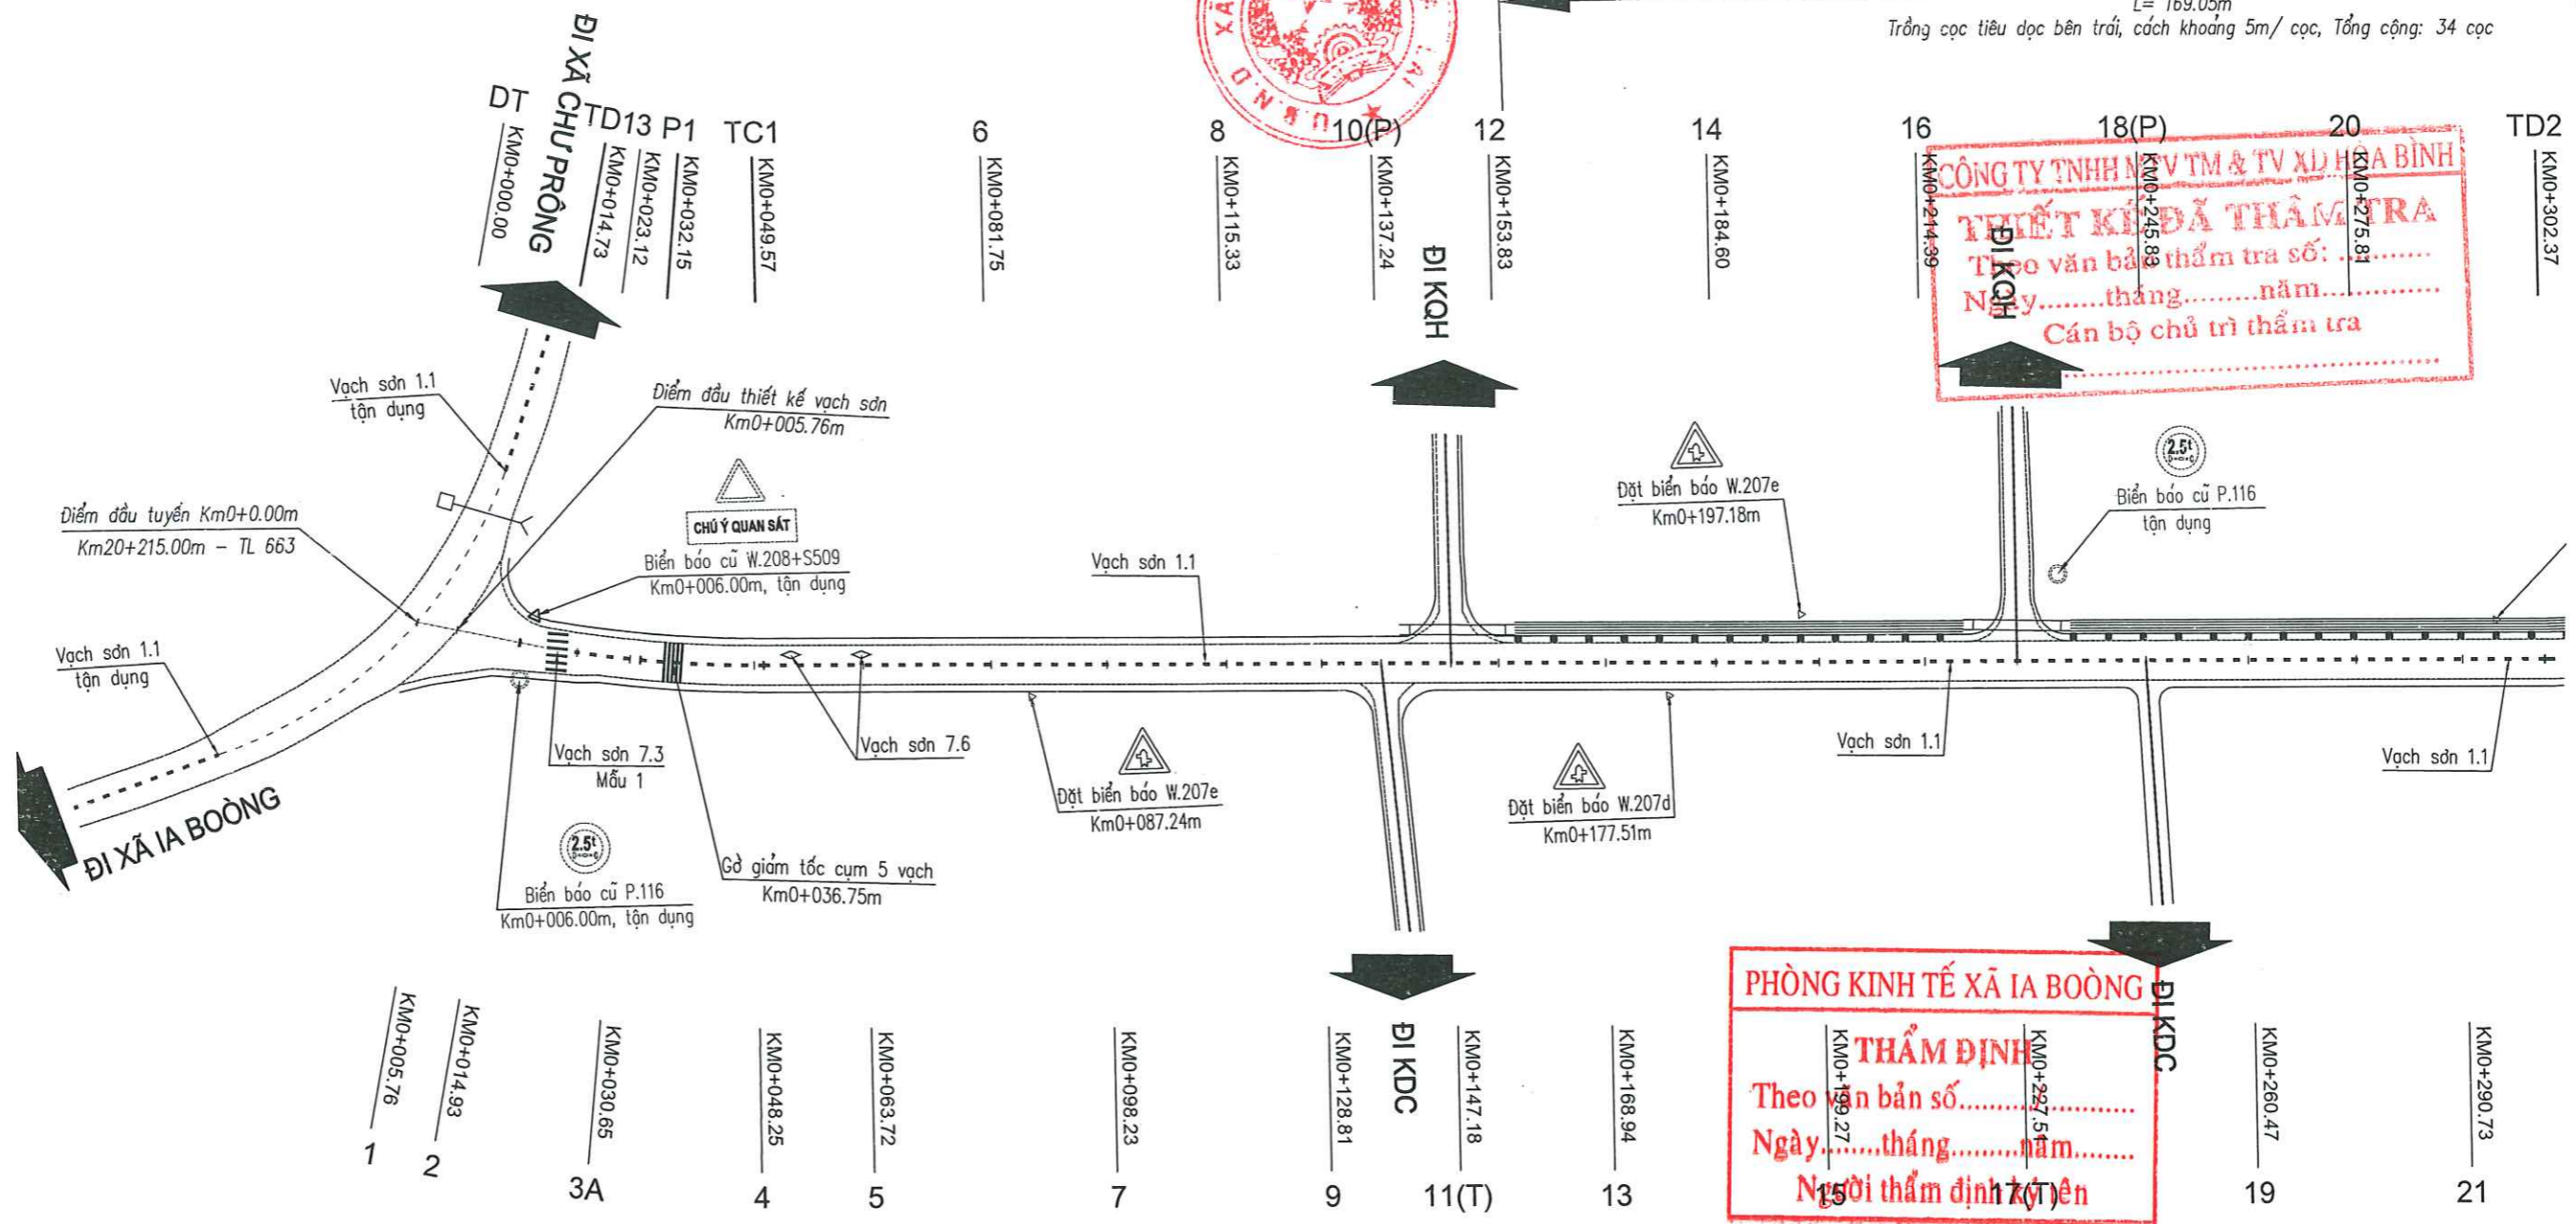 L= 169.05m
Trồng cọc tiêu dọc bên trái, cách khoảng 5m/ cọc, Tổng cộng: 34 cọc
U.B.N.D XÃ
DT
KM0+000.00
ĐI XÃ CHƯ PRÔNG
TD13
KM0+014.73
KM0+023.12
P1
KM0+032.15
TC1
KM0+049.57
6
KM0+081.75
8
KM0+115.33
10(P)
KM0+137.24
12
KM0+153.83
14
KM0+184.60
16
KM0+214.39
18(P)
KM0+245.83
20
KM0+275.81
TD2
KM0+302.37
ĐI KQH
ĐI KQH
CÔNG TY TNHH MTV TM & TV XD HÒA BÌNH
THIẾT KẾ ĐÃ THẨM TRA
Theo văn bản thẩm tra số: ...........
Ngày........tháng.........năm..............
Cán bộ chủ trì thẩm tra
Vạch sơn 1.1
tận dụng
Điểm đầu thiết kế vạch sơn
Km0+005.76m
Điểm đầu tuyến Km0+0.00m
Km20+215.00m – TL 663
CHÚ Ý QUAN SÁT
Biển báo cũ W.208+S509
Km0+006.00m, tận dụng
Vạch sơn 1.1
Đặt biển báo W.207e
Km0+197.18m
2.5t
Biển báo cũ P.116
tận dụng
Vạch sơn 1.1
tận dụng
Vạch sơn 7.3
Mẫu 1
Vạch sơn 7.6
Đặt biển báo W.207e
Km0+087.24m
Đặt biển báo W.207d
Km0+177.51m
Vạch sơn 1.1
Vạch sơn 1.1
ĐI XÃ IA BOÒNG
2.5t
Biển báo cũ P.116
Km0+006.00m, tận dụng
Gờ giảm tốc cụm 5 vạch
Km0+036.75m
ĐI KDC
ĐI KDC
PHÒNG KINH TẾ XÃ IA BOÒNG
THẨM ĐỊNH
Theo văn bản số......................
Ngày.........tháng.........năm........
Người thẩm định ký tên
KM0+005.76
1
KM0+014.93
2
KM0+030.65
3A
KM0+048.25
4
KM0+063.72
5
KM0+098.23
7
KM0+128.81
9
KM0+147.18
11(T)
KM0+168.94
13
KM0+199.27
15
KM0+227.51
17(T)
KM0+260.47
19
KM0+290.73
21